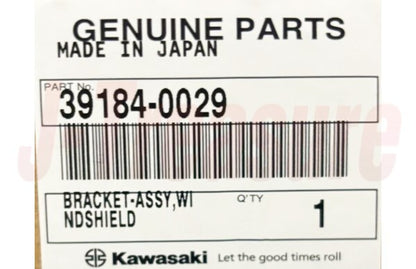 GENUINE PARTS
MADE IN JAPAN
PART No.
39184-0029
BRACKET-ASSY,WI
NDSHIELD
Q'TY
1
Kawasaki Let the good times roll